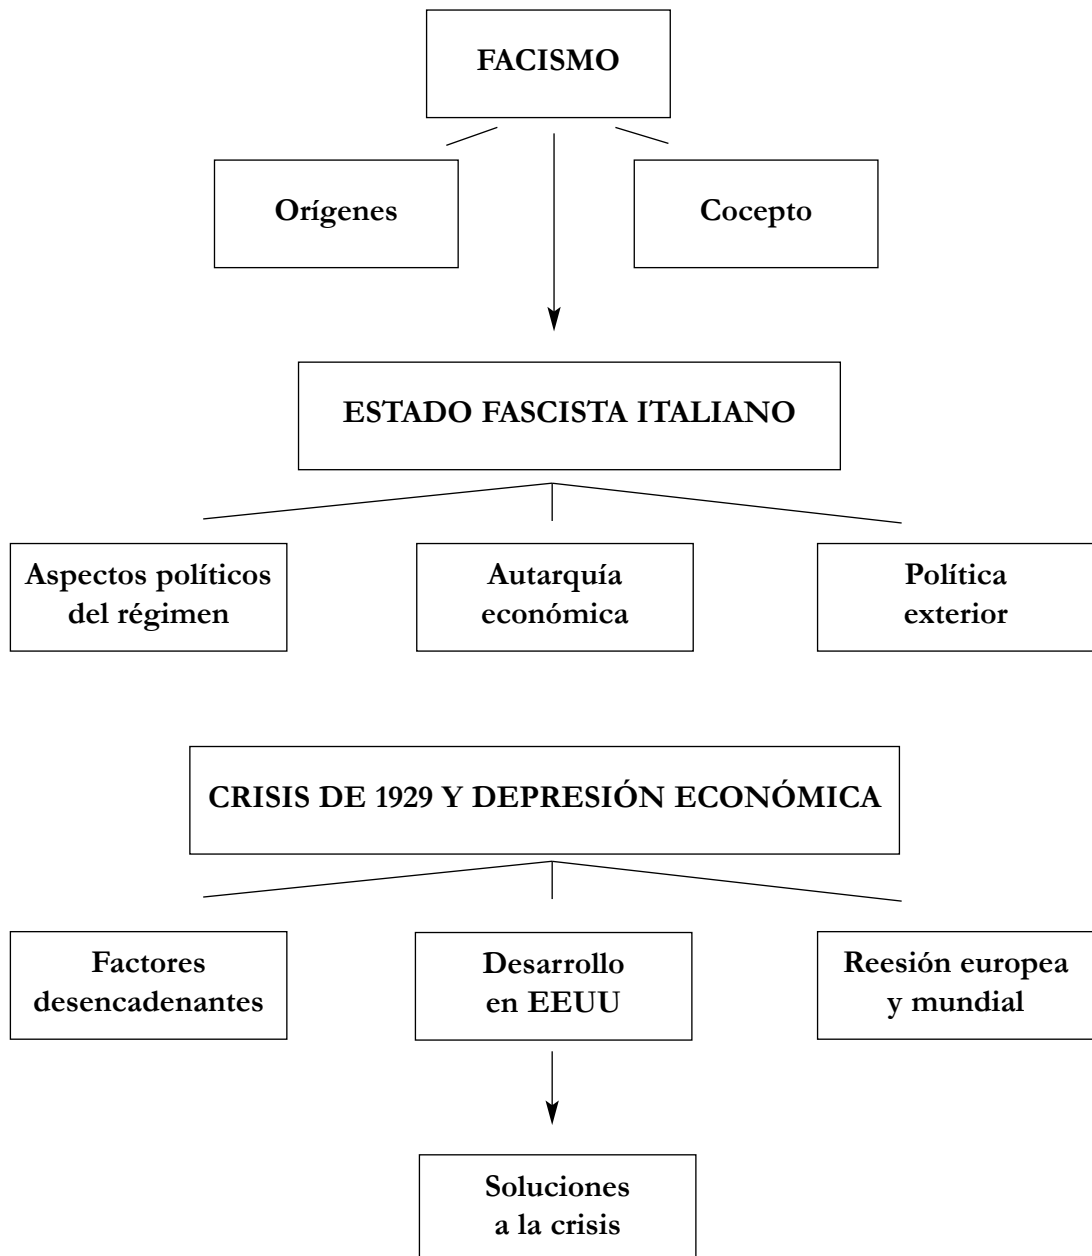 FACISMO
Orígenes
Cocepto
ESTADO FASCISTA ITALIANO
Aspectos políticos
del régimen
Autarquía
económica
Política
exterior
CRISIS DE 1929 Y DEPRESIÓN ECONÓMICA
Factores
desencadenantes
Desarrollo
en EEUU
Reesión europea
y mundial
Soluciones
a la crisis